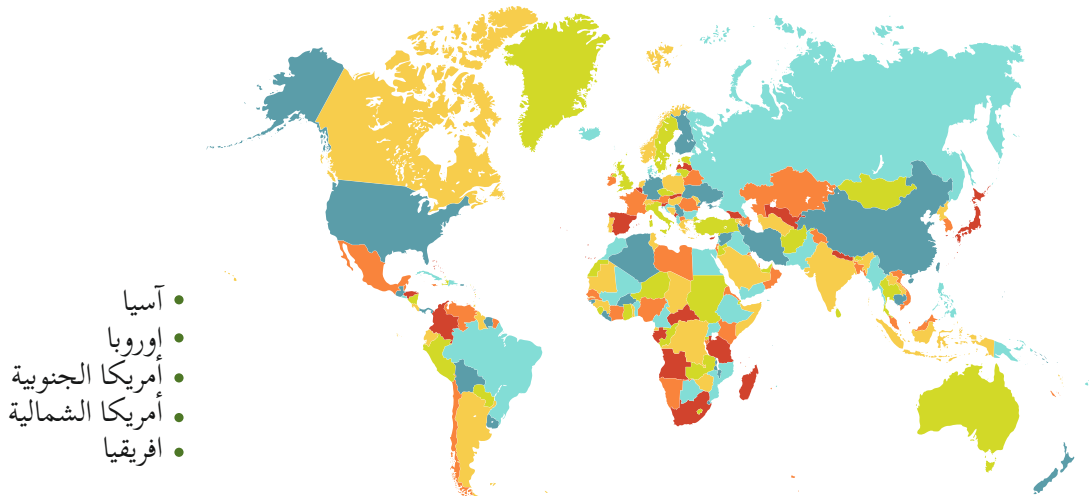 آسيا
اوروبا
أمريكا الجنوبية
أمريكا الشمالية
افريقيا